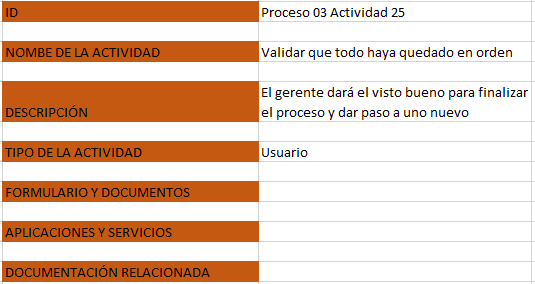 ID Proceso 03 Actividad 25
NOMBE DE LA ACTIVIDAD Validar que todo haya quedado en orden
El gerente dará el visto bueno para finalizar
DESCRIPCIÓN el proceso y dar paso a uno nuevo
TIPO DE LA ACTIVIDAD Usuario
FORMULARIO Y DOCUMENTOS
APLICACIONES Y SERVICIOS
DOCUMENTACIÓN RELACIONADA